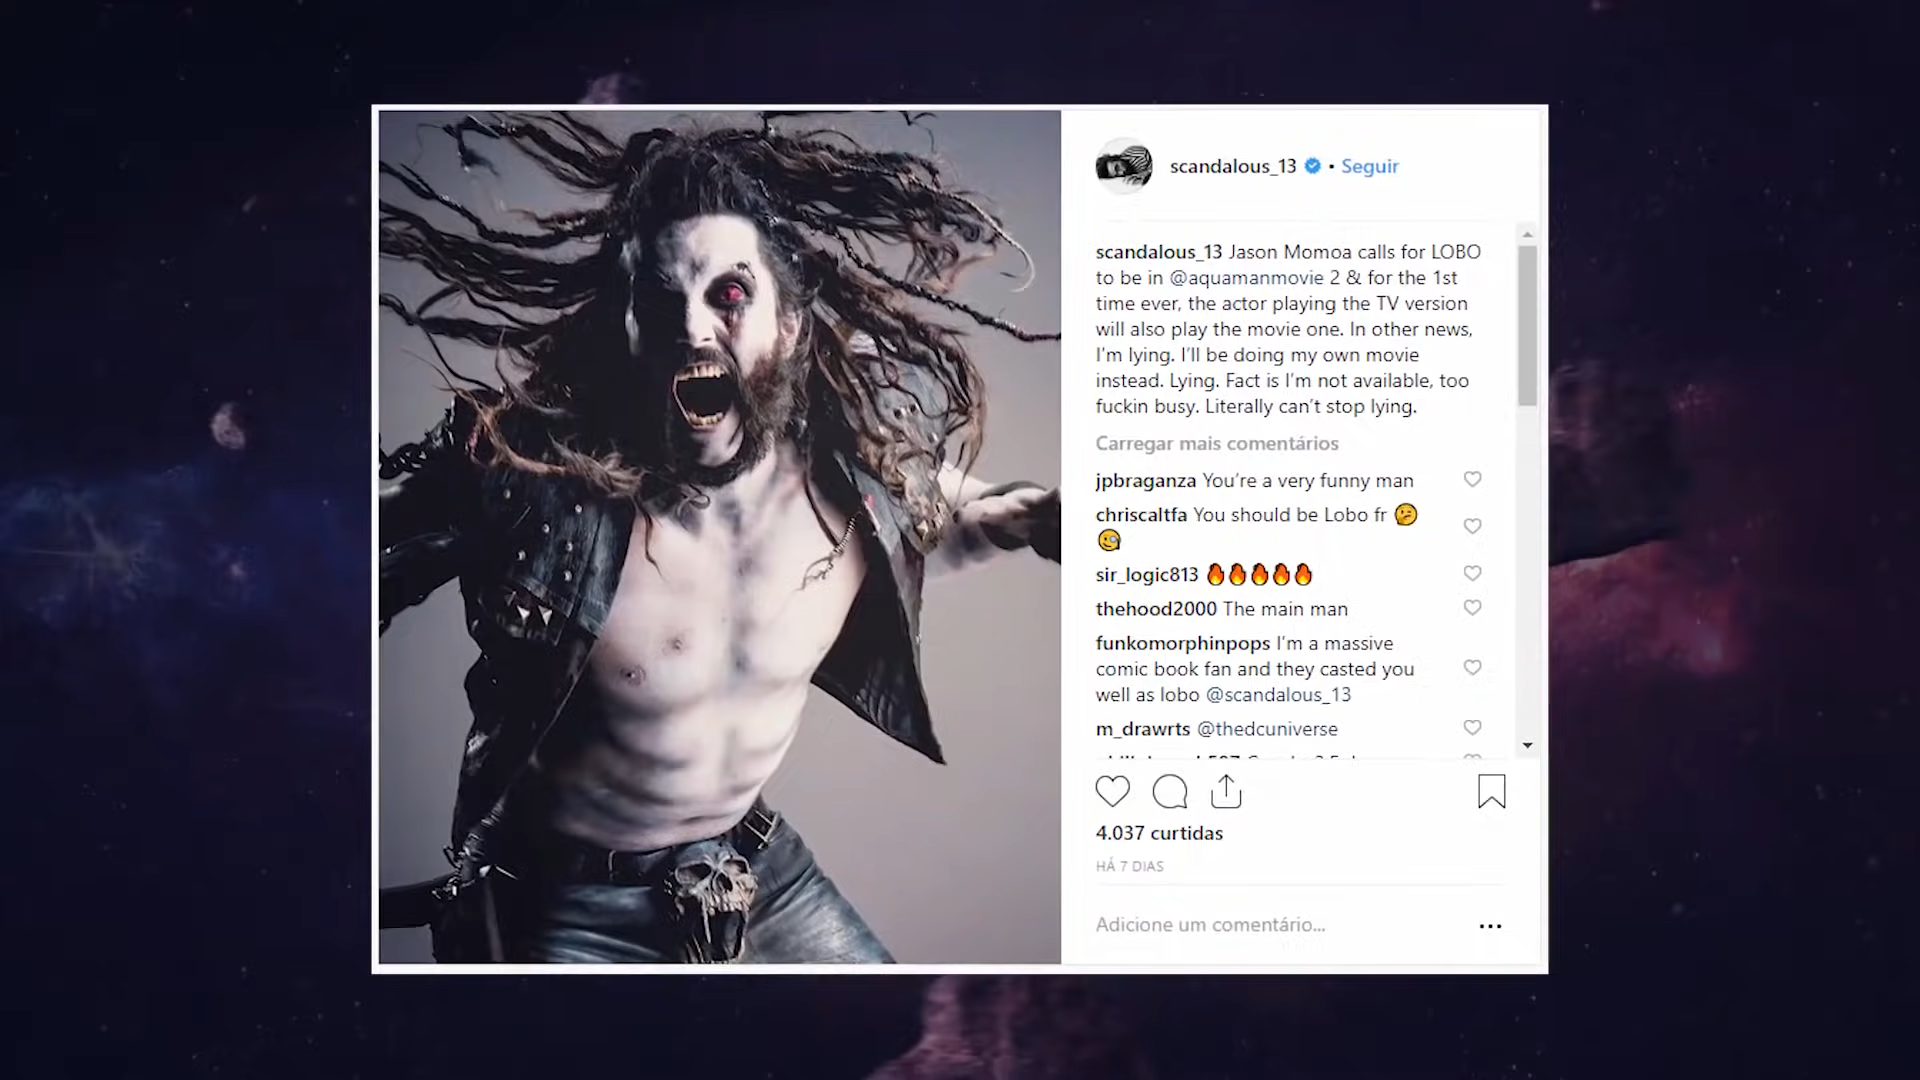 scandalous_13 • Seguir
scandalous_13 Jason Momoa calls for LOBO
to be in @aquamanmovie 2 & for the 1st
time ever, the actor playing the TV version
will also play the movie one. In other news,
I'm lying. I'll be doing my own movie
instead. Lying. Fact is I'm not available, too
fuckin busy. Literally can't stop lying.
Carregar mais comentários
jpbraganza You're a very funny man
chriscaltfa You should be Lobo fr 🤔
🧐
sir_logic813 🔥🔥🔥🔥🔥
thehood2000 The main man
funkomorphinpops I'm a massive
comic book fan and they casted you
well as lobo @scandalous_13
m_drawrts @thedcuniverse
4.037 curtidas
HÁ 7 DIAS
Adicione um comentário...